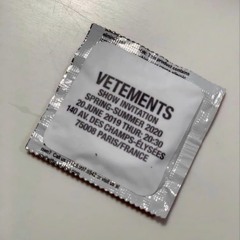 VETEMENTS
SHOW INVITATION
SPRING-SUMMER 2020
20 JUNE 2019 THUR: 20:30
140 AV. DES CHAMPS-ÉLYSÉES
75008 PARIS/FRANCE